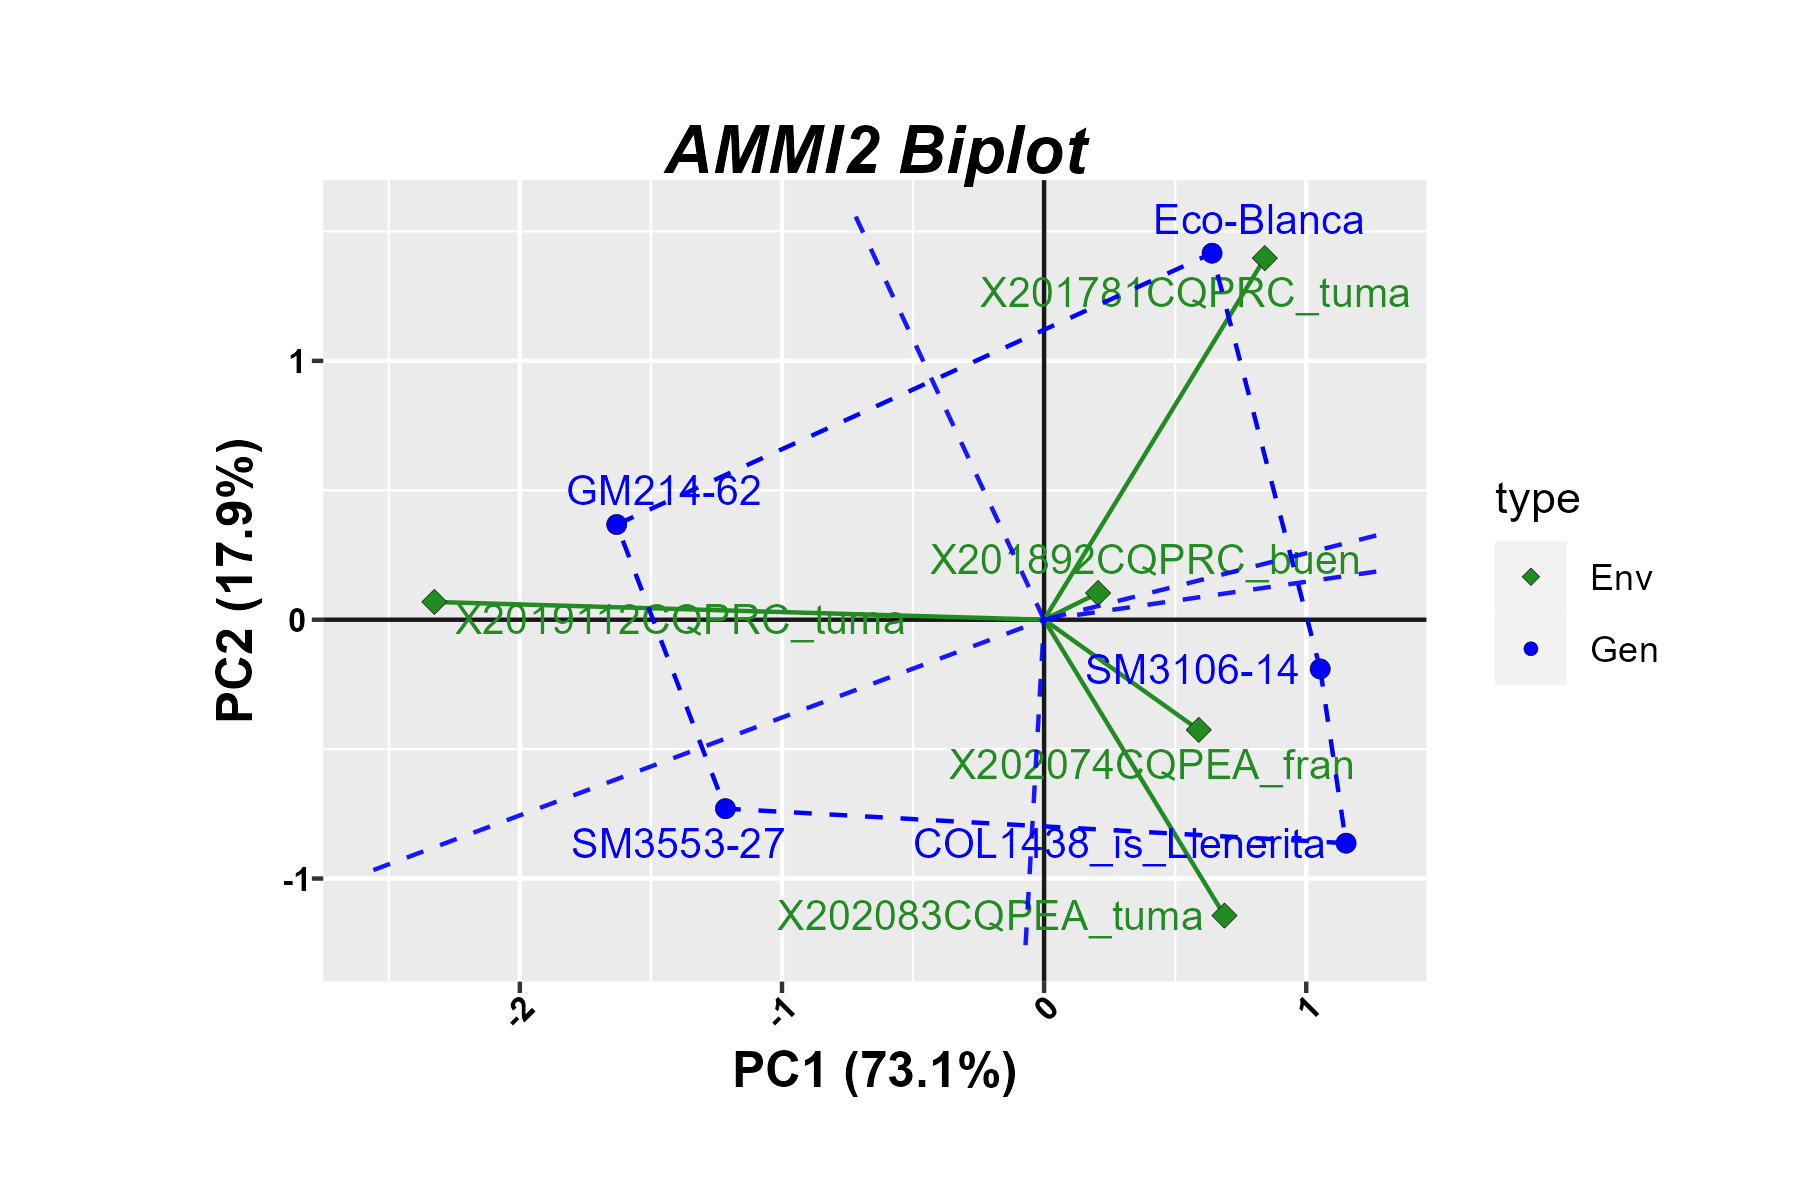 AMMI2 Biplot
Eco-Blanca
X201781CQPRC_tuma
GM214-62
X201892CQPRC_buen
X2019112CQPRC_tuma
SM3106-14
X202074CQPEA_fran
SM3553-27
COL1438_is_Llenerita
X202083CQPEA_tuma
1
0
-1
PC2 (17.9%)
-2
-1
0
1
PC1 (73.1%)
type
Env
Gen